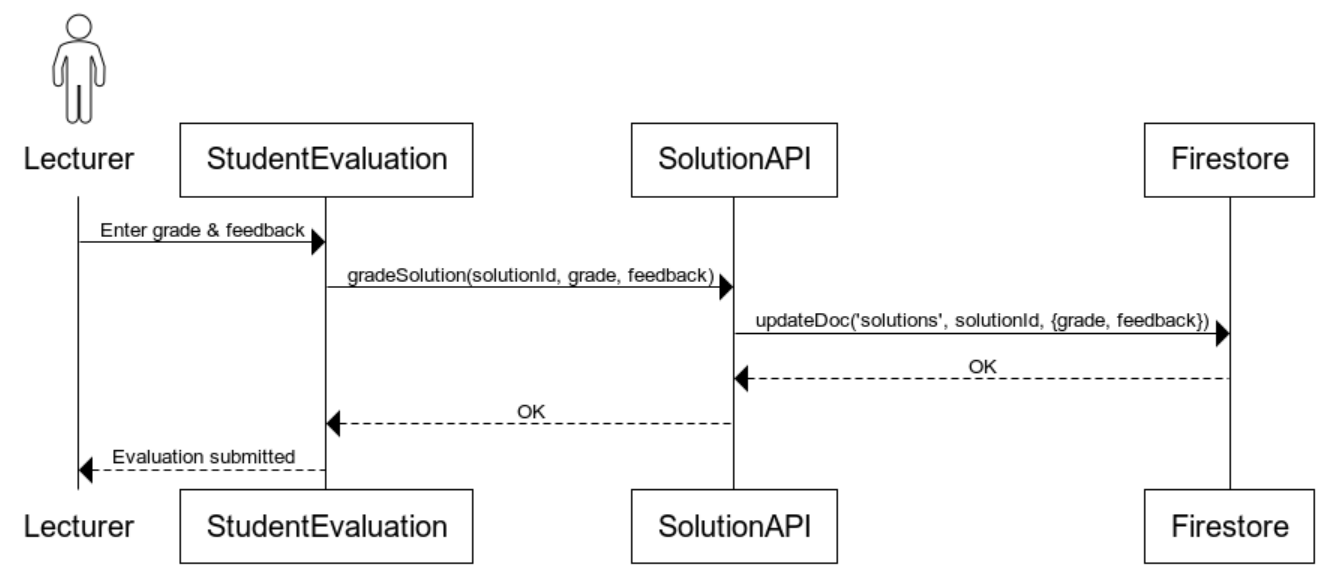 Lecturer
StudentEvaluation
SolutionAPI
Firestore
Enter grade & feedback
gradeSolution(solutionId, grade, feedback)
updateDoc('solutions', solutionId, {grade, feedback})
OK
OK
Evaluation submitted
Lecturer
StudentEvaluation
SolutionAPI
Firestore